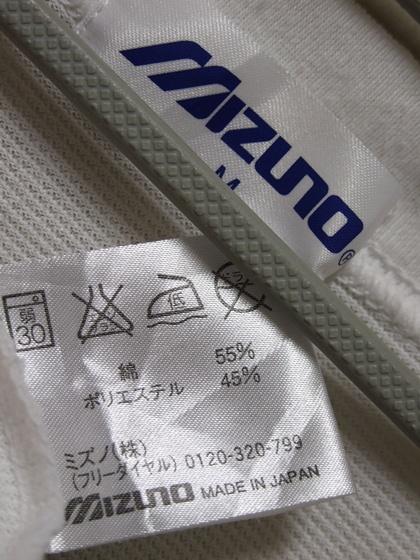 MIZUNO
M
®
弱
30
低
綿 55%
ポリエステル 45%
ミズノ(株)
(フリーダイヤル) 0120-320-799
MIZUNO MADE IN JAPAN